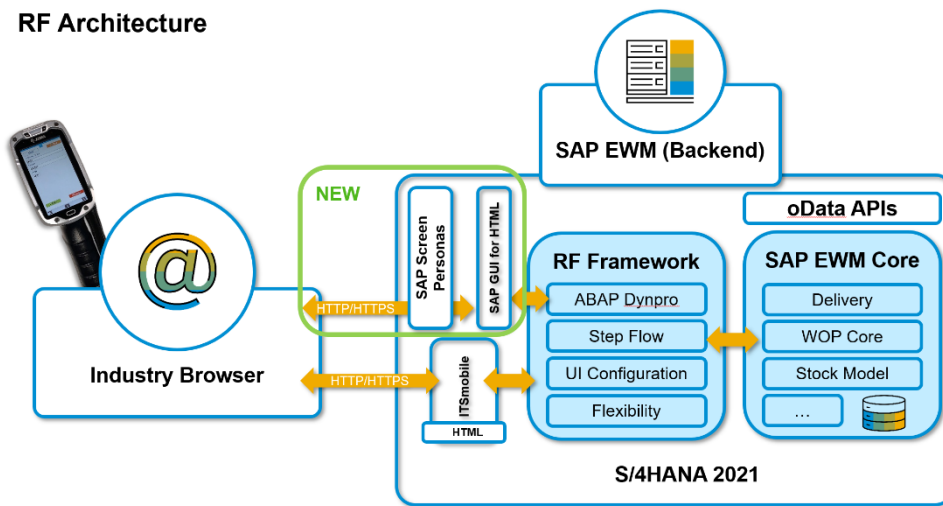 RF Architecture
SAP EWM (Backend)
NEW
oData APIs
SAP Screen
Personas
SAP GUI for HTML
RF Framework
SAP EWM Core
ABAP Dynpro
Delivery
HTTP/HTTPS
Step Flow
WOP Core
Industry Browser
HTTP/HTTPS
ITSmobile
UI Configuration
Stock Model
HTML
Flexibility
...
S/4HANA 2021